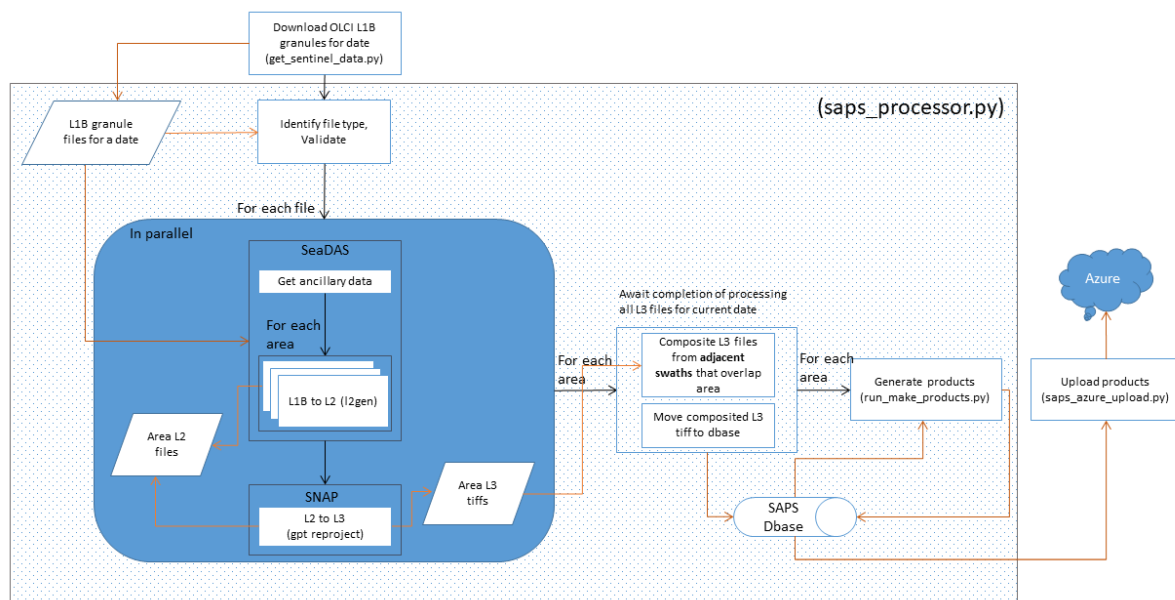 Download OLCI L1B
granules for date
(get_sentinel_data.py)
(saps_processor.py)
L1B granule
files for a date
Identify file type,
Validate
For each file
In parallel
SeaDAS
Get ancillary data
For each
area
L1B to L2 (l2gen)
Area L2
files
SNAP
L2 to L3
(gpt reproject)
Area L3
tiffs
For each
area
Await completion of processing
all L3 files for current date
Composite L3 files
from adjacent
swaths that overlap
area
Move composited L3
tiff to dbase
For each
area
Generate products
(run_make_products.py)
SAPS
Dbase
Azure
Upload products
(saps_azure_upload.py)